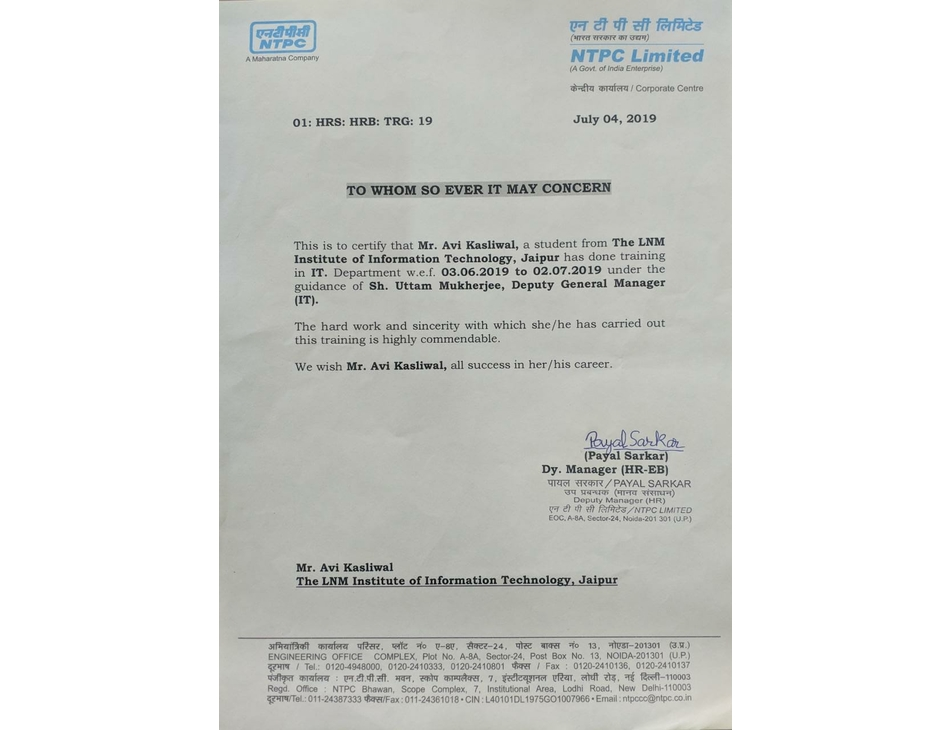 एनटीपीसी
NTPC
A Maharatna Company
एन टी पी सी लिमिटेड
(भारत सरकार का उद्यम)
NTPC Limited
(A Govt. of India Enterprise)
केन्द्रीय कार्यालय / Corporate Centre
01: HRS: HRB: TRG: 19
July 04, 2019
TO WHOM SO EVER IT MAY CONCERN
This is to certify that Mr. Avi Kasliwal, a student from The LNM
Institute of Information Technology, Jaipur has done training
in IT. Department w.e.f. 03.06.2019 to 02.07.2019 under the
guidance of Sh. Uttam Mukherjee, Deputy General Manager
(IT).
The hard work and sincerity with which she/he has carried out
this training is highly commendable.
We wish Mr. Avi Kasliwal, all success in her/his career.
Payal Sarkar
(Payal Sarkar)
Dy. Manager (HR-EB)
पायल सरकार/PAYAL SARKAR
उप प्रबन्धक (मानव संसाधन)
Deputy Manager (HR)
एन टी पी सी लिमिटेड/NTPC LIMITED
EOC, A-8A, Sector-24, Noida-201 301 (U.P.)
Mr. Avi Kasliwal
The LNM Institute of Information Technology, Jaipur
अभियांत्रिकी कार्यालय परिसर, प्लॉट नं० ए-8ए, सैक्टर-24, पोस्ट बाक्स नं० 13, नोएडा-201301 (उ.प्र.)
ENGINEERING OFFICE COMPLEX, Plot No. A-8A, Sector-24, Post Box No. 13, NOIDA-201301 (U.P.)
दूरभाष / Tel.: 0120-4948000, 0120-2410333, 0120-2410801 फैक्स / Fax : 0120-2410136, 0120-2410137
पंजीकृत कार्यालय : एन.टी.पी.सी. भवन, स्कोप काम्पलैक्स, 7, इंस्टीटयूशनल एरिया, लोधी रोड़, नई दिल्ली-110003
Regd. Office : NTPC Bhawan, Scope Complex, 7, Institutional Area, Lodhi Road, New Delhi-110003
दूरभाष/Tel.: 011-24387333 फैक्स/Fax : 011-24361018 • CIN : L40101DL1975GO1007966 • Email : ntpccc@ntpc.co.in